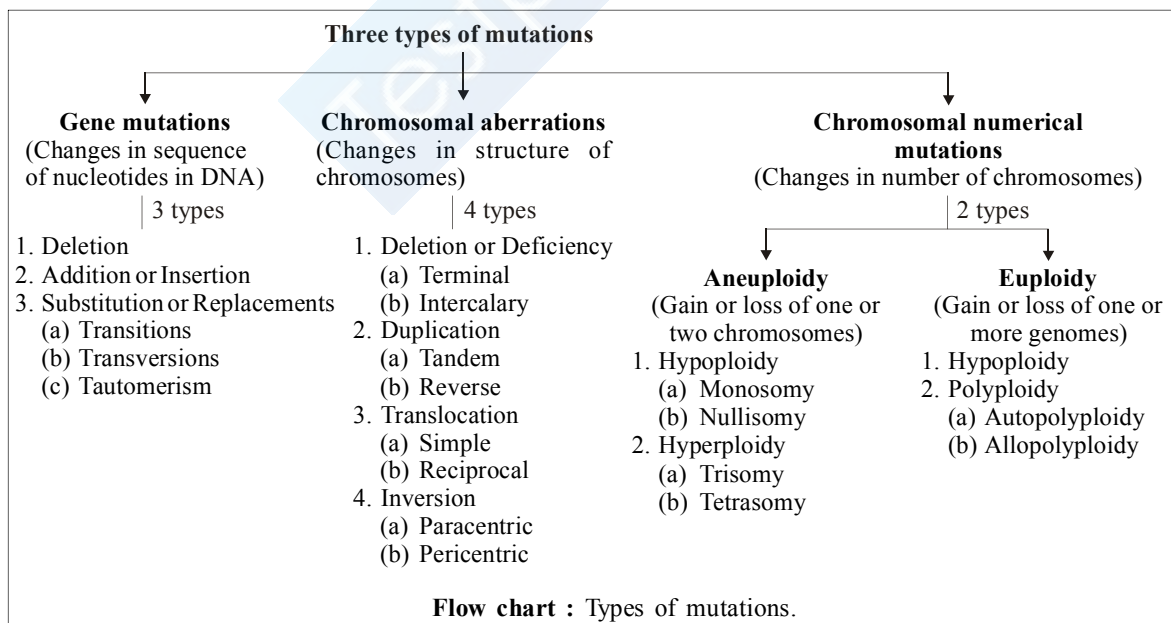 Three types of mutations
Gene mutations
(Changes in sequence
of nucleotides in DNA)
3 types
1. Deletion
2. Addition or Insertion
3. Substitution or Replacements
(a) Transitions
(b) Transversions
(c) Tautomerism
Chromosomal aberrations
(Changes in structure of
chromosomes)
4 types
1. Deletion or Deficiency
(a) Terminal
(b) Intercalary
2. Duplication
(a) Tandem
(b) Reverse
3. Translocation
(a) Simple
(b) Reciprocal
4. Inversion
(a) Paracentric
(b) Pericentric
Chromosomal numerical
mutations
(Changes in number of chromosomes)
2 types
Aneuploidy
(Gain or loss of one or
two chromosomes)
1. Hypoploidy
(a) Monosomy
(b) Nullisomy
2. Hyperploidy
(a) Trisomy
(b) Tetrasomy
Euploidy
(Gain or loss of one or
more genomes)
1. Hypoploidy
2. Polyploidy
(a) Autopolyploidy
(b) Allopolyploidy
Flow chart : Types of mutations.